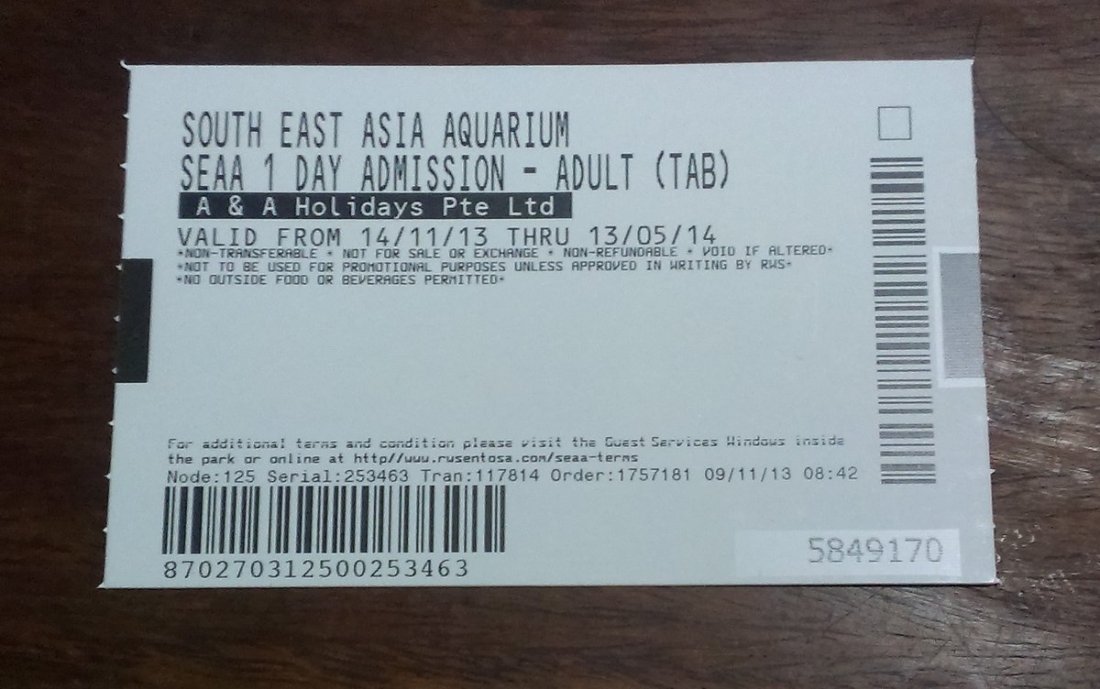 SOUTH EAST ASIA AQUARIUM
SEAA 1 DAY ADMISSION - ADULT (TAB)
A & A Holidays Pte Ltd
VALID FROM 14/11/13 THRU 13/05/14
*NON-TRANSFERABLE * NOT FOR SALE OR EXCHANGE * NON-REFUNDABLE * VOID IF ALTERED*
*NOT TO BE USED FOR PROMOTIONAL PURPOSES UNLESS APPROVED IN WRITING BY RWS*
*NO OUTSIDE FOOD OR BEVERAGES PERMITTED*
For additional terms and condition please visit the Guest Services Windows inside
the park or online at http//www.rwsentosa.com/seaa-terms
Node:125 Serial:253463 Tran:117814 Order:1757181 09/11/13 08:42
870270312500253463
5849170